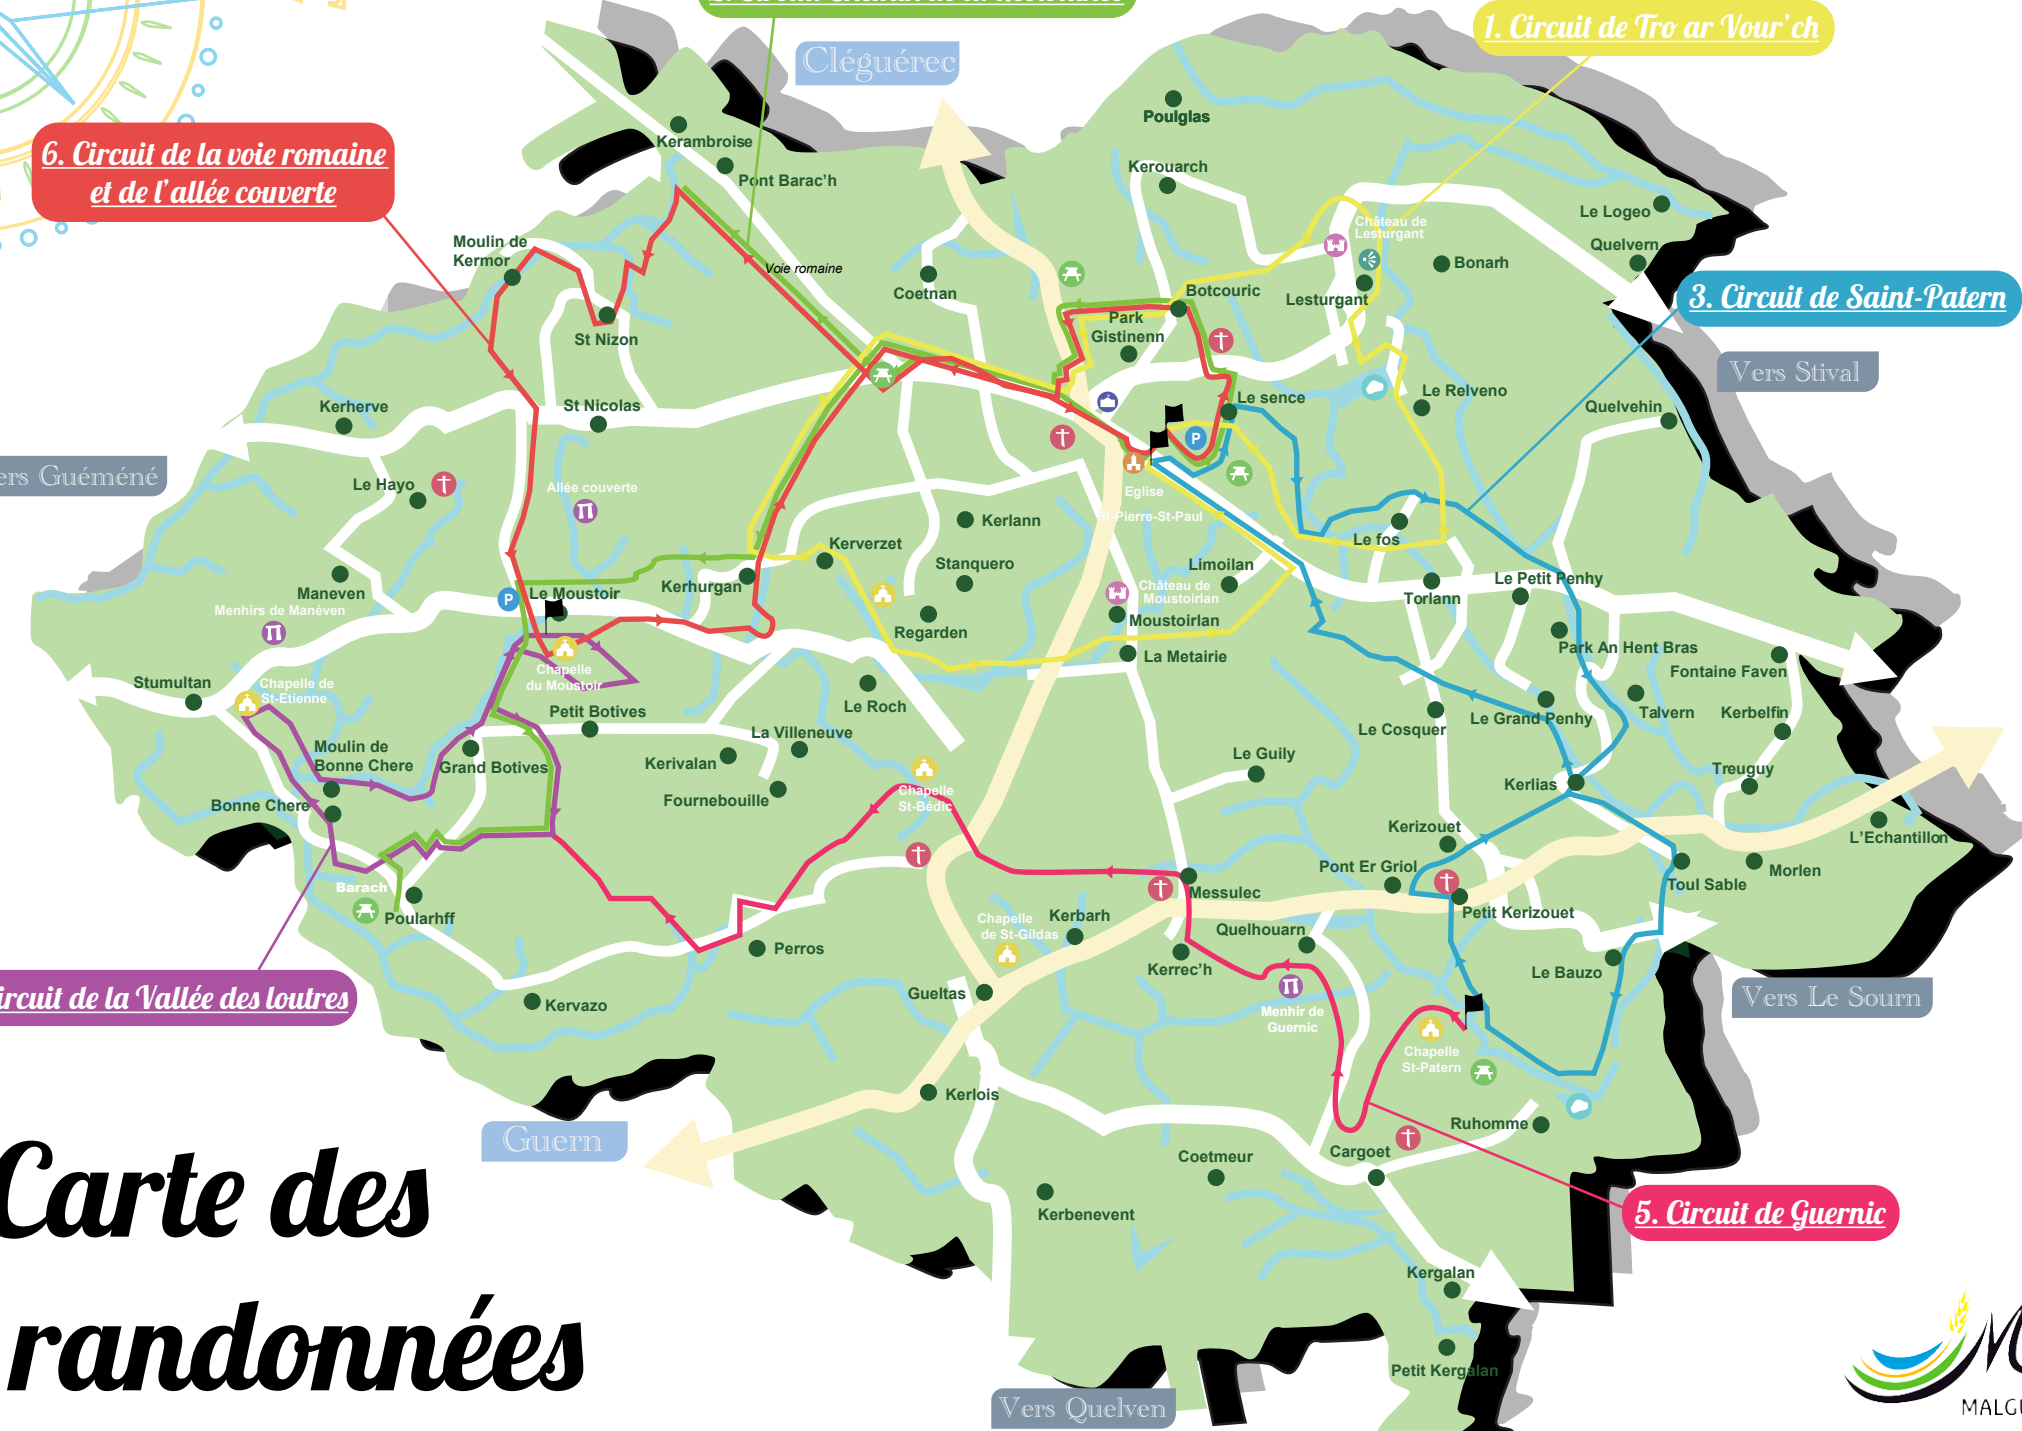 1. Circuit de Tro ar Vour’ch
Cléguérec
6. Circuit de la voie romaine
et de l’allée couverte
Poulglas
Kerambroise
Pont Barac’h
Kerouarch
Le Logeo
Château de
Lesturgant
Quelvern
Moulin de
Kermor
Voie romaine
Bonarh
Coetnan
Botcouric
Lesturgant
3. Circuit de Saint-Patern
Park
Gistinenn
St Nizon
Vers Stival
Le Relveno
Kerherve
St Nicolas
Le sence
Quelvehin
P
ers Guéméné
Le Hayo
Allée couverte
Eglise
St-Pierre-St-Paul
Kerlann
Le fos
Kerverzet
Stanquero
Limoilan
Kerhurgan
Maneven
Le Moustoir
P
Château de
Moustoirlan
Torlann
Le Petit Penhy
Menhirs de Manéven
Regarden
Moustoirlan
Park An Hent Bras
La Metairie
Fontaine Faven
Chapelle
du Moustoir
Stumultan
Chapelle de
St-Etienne
Le Roch
Petit Botives
Le Grand Penhy
Talvern
Kerbelfin
La Villeneuve
Le Cosquer
Moulin de
Bonne Chere
Grand Botives
Kerivalan
Le Guily
Treuguy
Kerlias
Bonne Chere
Fournebouille
Chapelle
St-Bédic
Kerizouet
L’Echantillon
Pont Er Griol
Barach
Messulec
Toul Sable
Morlen
Poularhff
Kerbarh
Petit Kerizouet
Chapelle
de St-Gildas
Quelhouarn
Perros
Kerrec’h
Le Bauzo
ircuit de la Vallée des loutres
Gueltas
Vers Le Sourn
Kervazo
Menhir de
Guernic
Chapelle
St-Patern
Kerlois
Guern
Ruhomme
Cargoet
Coetmeur
Carte des
randonnées
Kerbenevent
5. Circuit de Guernic
Kergalan
Petit Kergalan
Vers Quelven